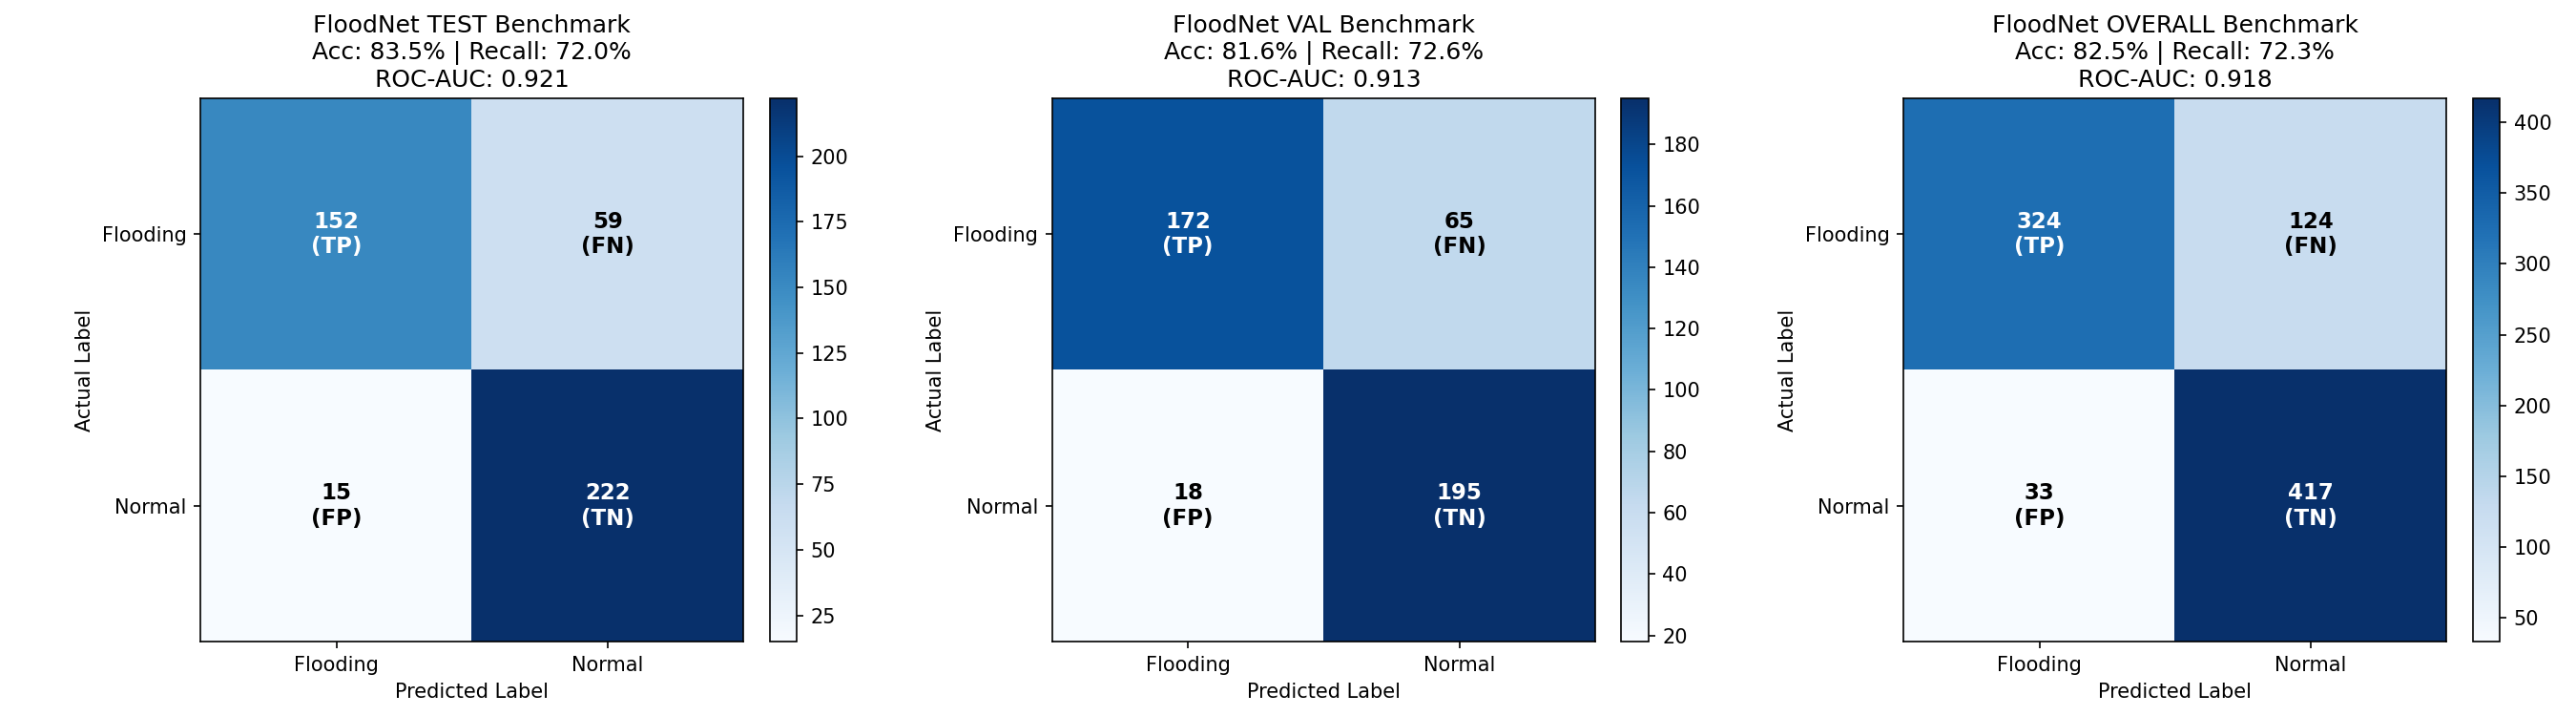 FloodNet TEST Benchmark
Acc: 83.5% | Recall: 72.0%
ROC-AUC: 0.921
Actual Label
Flooding
Normal
152
(TP)
59
(FN)
15
(FP)
222
(TN)
Flooding
Normal
Predicted Label
200
175
150
125
100
75
50
25
FloodNet VAL Benchmark
Acc: 81.6% | Recall: 72.6%
ROC-AUC: 0.913
Actual Label
Flooding
Normal
172
(TP)
65
(FN)
18
(FP)
195
(TN)
Flooding
Normal
Predicted Label
180
160
140
120
100
80
60
40
20
FloodNet OVERALL Benchmark
Acc: 82.5% | Recall: 72.3%
ROC-AUC: 0.918
Actual Label
Flooding
Normal
324
(TP)
124
(FN)
33
(FP)
417
(TN)
Flooding
Normal
Predicted Label
400
350
300
250
200
150
100
50